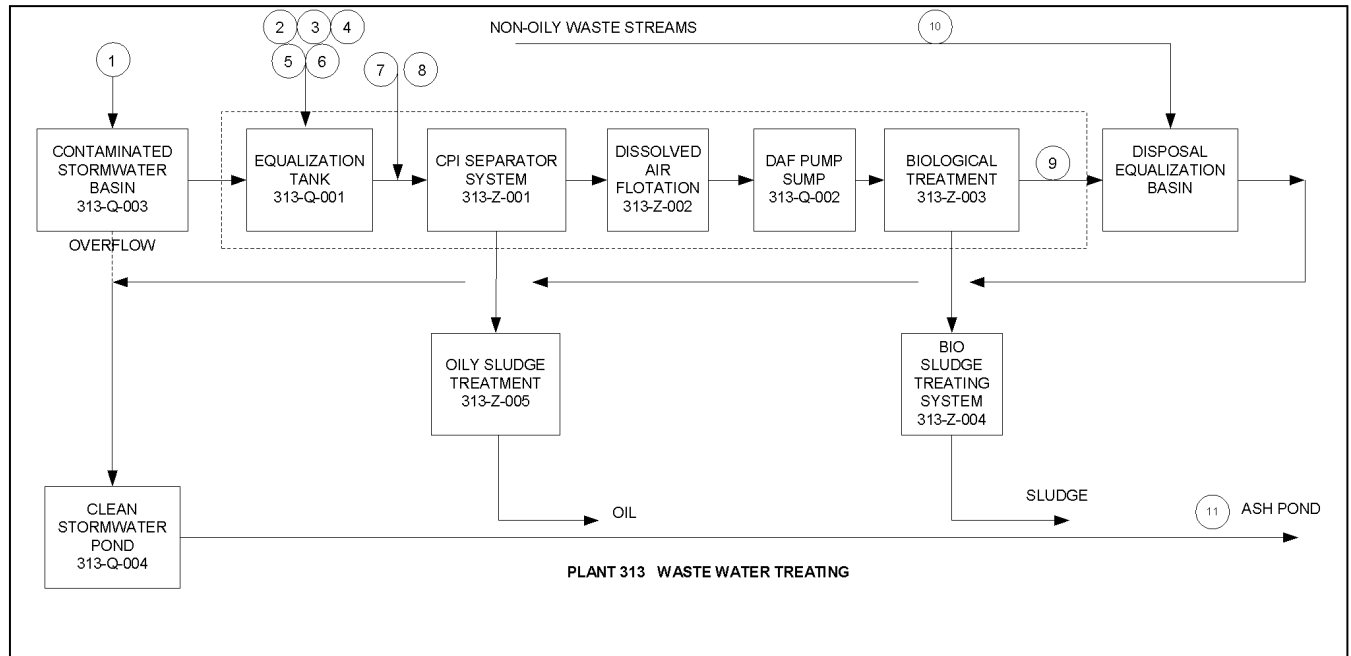 2 3 4
NON-OILY WASTE STREAMS
10
1
5 6
7 8
CONTAMINATED
STORMWATER
BASIN
313-Q-003
EQUALIZATION
TANK
313-Q-001
CPI SEPARATOR
SYSTEM
313-Z-001
DISSOLVED
AIR
FLOTATION
313-Z-002
DAF PUMP
SUMP
313-Q-002
BIOLOGICAL
TREATMENT
313-Z-003
9
DISPOSAL
EQUALIZATION
BASIN
OVERFLOW
OILY SLUDGE
TREATMENT
313-Z-005
BIO
SLUDGE
TREATING
SYSTEM
313-Z-004
CLEAN
STORMWATER
POND
313-Q-004
OIL
SLUDGE
11
ASH POND
PLANT 313 WASTE WATER TREATING